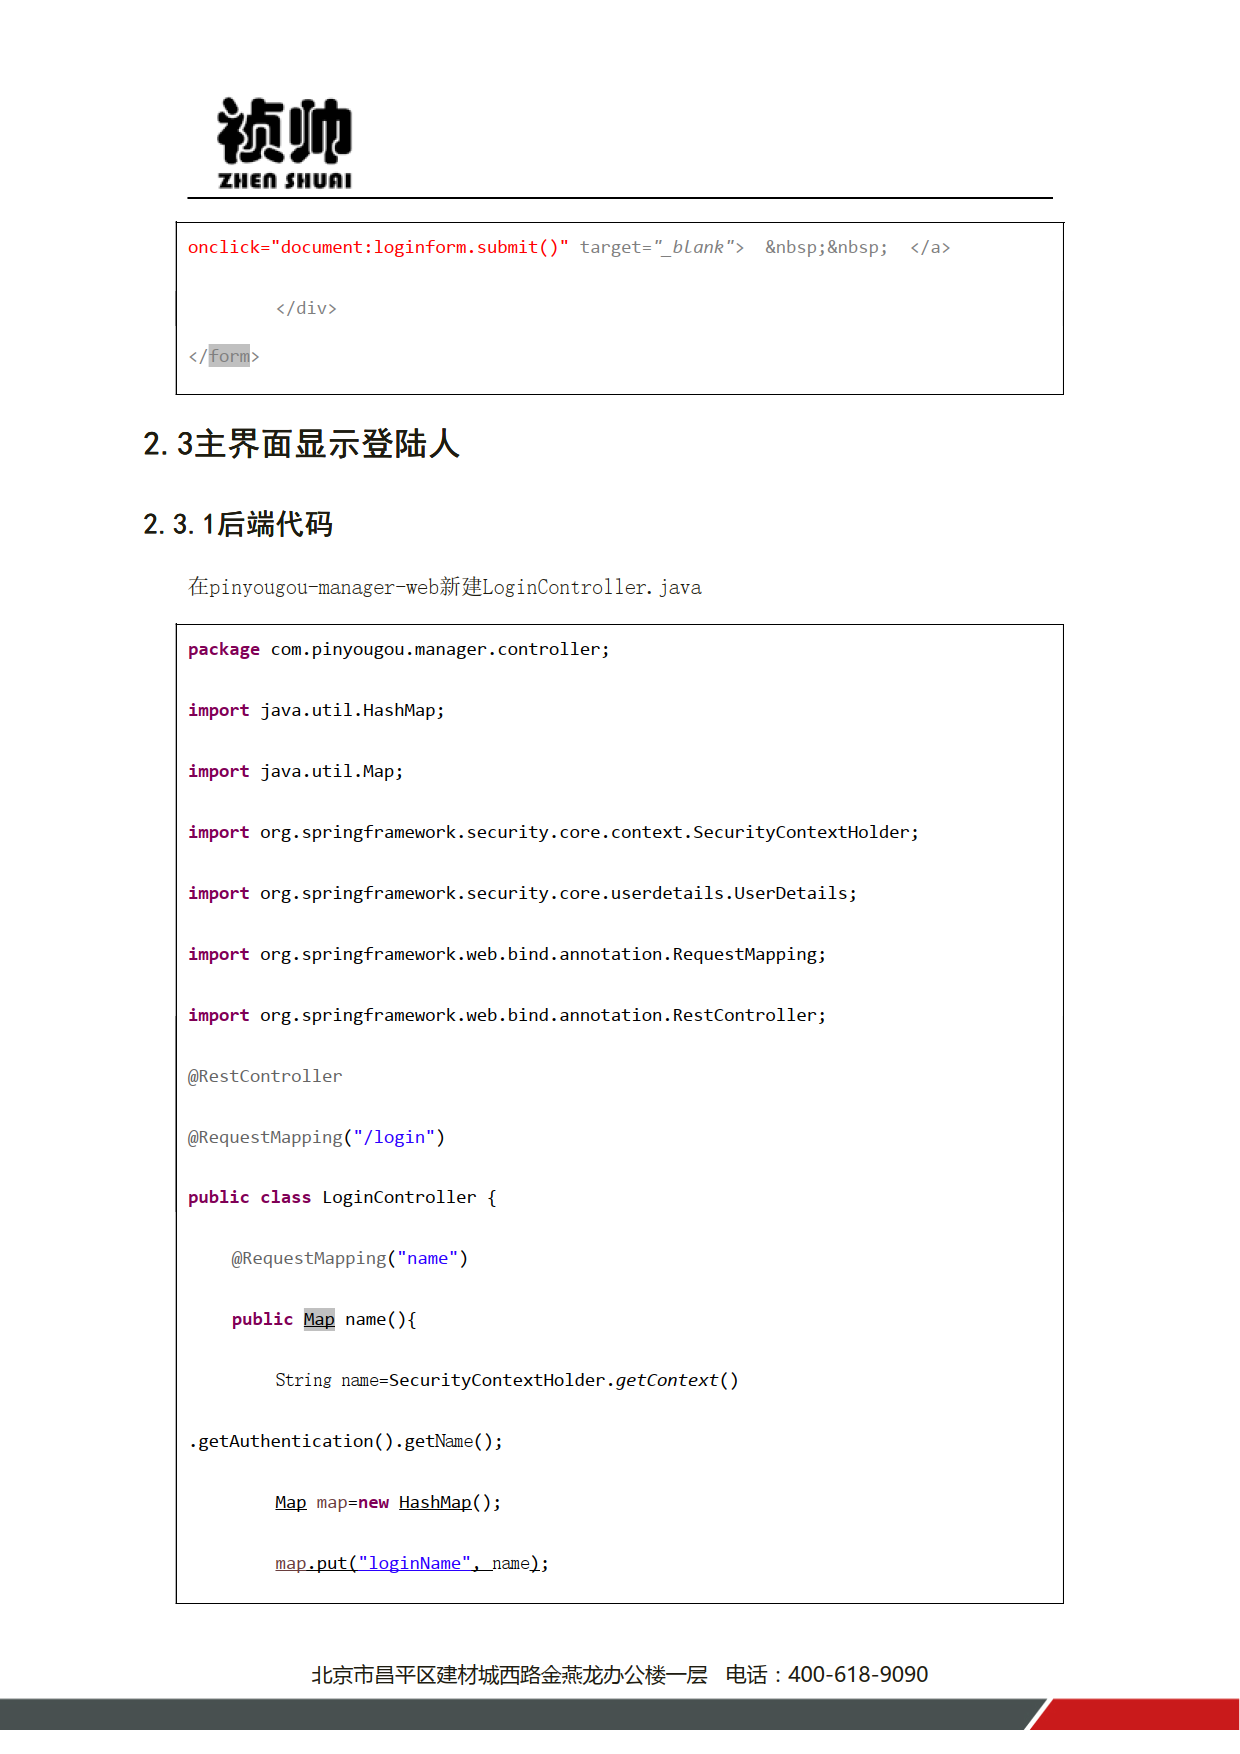 祯帅
ZHEN SHUAI
onclick="document:loginform.submit()" target="_blank">  &nbsp;&nbsp;  </a>
</div>
</form>
2.3主界面显示登陆人
2.3.1后端代码
在pinyougou-manager-web新建LoginController.java
package com.pinyougou.manager.controller;
import java.util.HashMap;
import java.util.Map;
import org.springframework.security.core.context.SecurityContextHolder;
import org.springframework.security.core.userdetails.UserDetails;
import org.springframework.web.bind.annotation.RequestMapping;
import org.springframework.web.bind.annotation.RestController;
@RestController
@RequestMapping("/login")
public class LoginController {
@RequestMapping("name")
public Map name(){
String name=SecurityContextHolder.getContext()
.getAuthentication().getName();
Map map=new HashMap();
map.put("loginName", name);
北京市昌平区建材城西路金燕龙办公楼一层  电话：400-618-9090